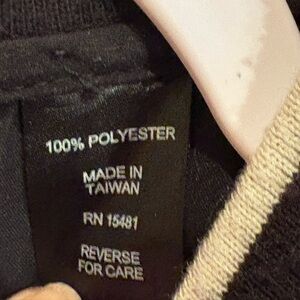 100% POLYESTER
MADE IN
TAIWAN
RN 15481
REVERSE
FOR CARE